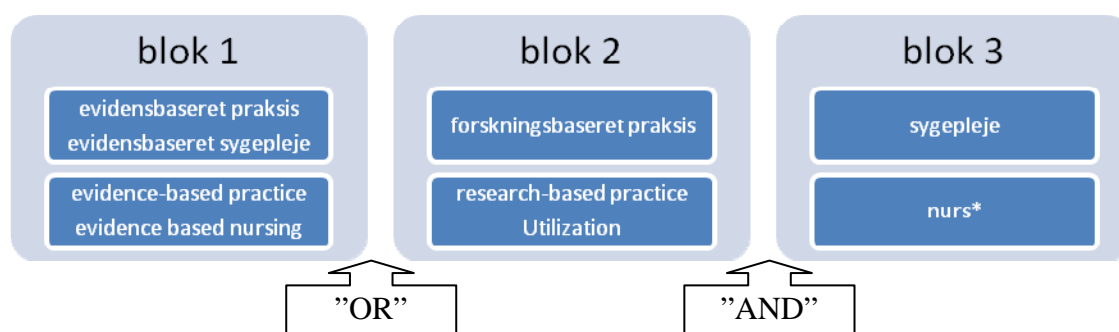 blok 1
evidensbaseret praksis
evidensbaseret sygepleje
evidence-based practice
evidence based nursing
blok 2
forskningsbaseret praksis
research-based practice
Utilization
blok 3
sygepleje
nurs*
”OR”
”AND”